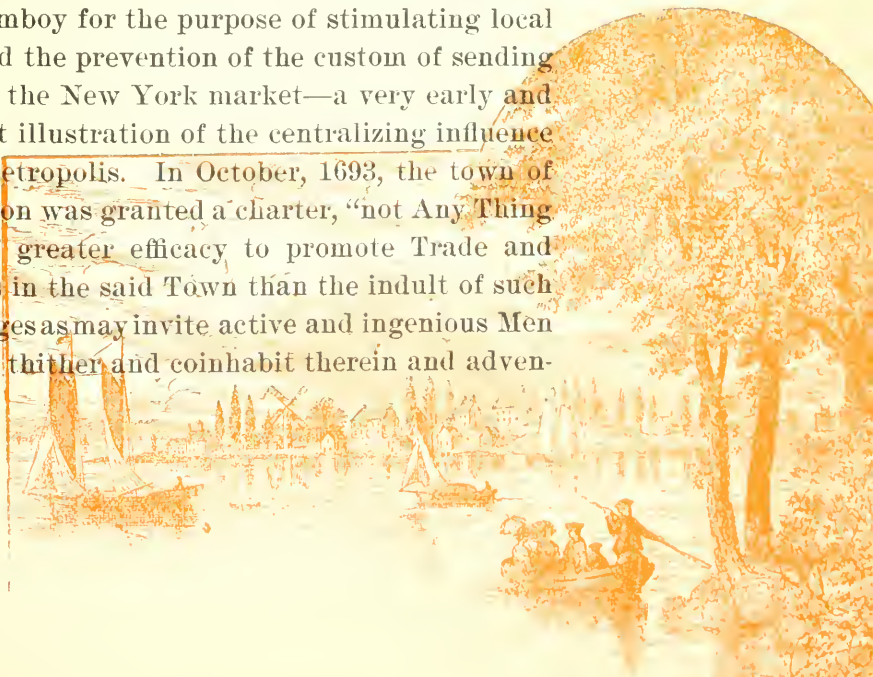 mboy for the purpose of stimulating local
d the prevention of the custom of sending
the New York market—a very early and
t illustration of the centralizing influence
etropolis. In October, 1693, the town of
on was granted a charter, "not Any Thing
greater efficacy to promote Trade and
in the said Town than the indult of such
ges as may invite active and ingenious Men
thither and coinhabit therein and adven-